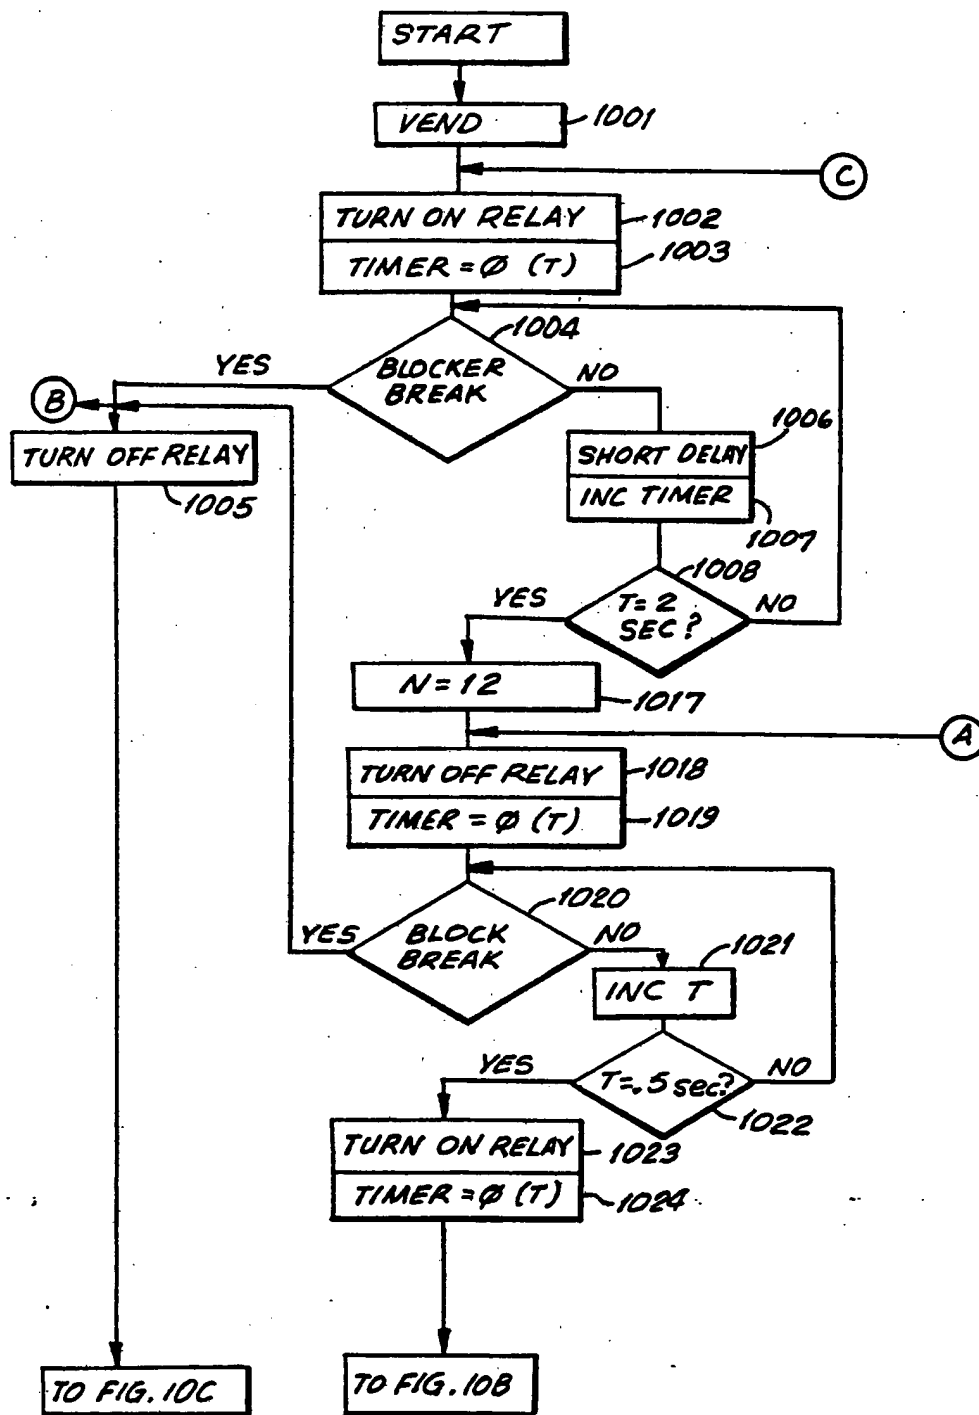 START
VEND
1001
C
TURN ON RELAY
1002
TIMER = Ø (T)
1003
1004
YES
BLOCKER
BREAK
NO
B
TURN OFF RELAY
1005
1006
SHORT DELAY
INC TIMER
1007
1008
YES
T = 2
SEC?
NO
N = 12
1017
A
TURN OFF RELAY
1018
TIMER = Ø (T)
1019
1020
YES
BLOCK
BREAK
NO
1021
INC T
YES
T = .5 sec?
NO
1022
TURN ON RELAY
1023
TIMER = Ø (T)
1024
TO FIG. 10C
TO FIG. 10B